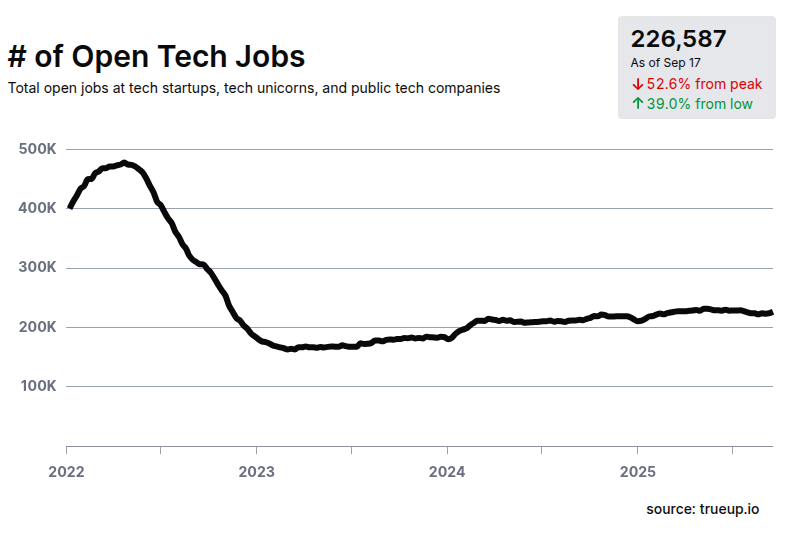 # of Open Tech Jobs
Total open jobs at tech startups, tech unicorns, and public tech companies
226,587
As of Sep 17
↓ 52.6% from peak
↑ 39.0% from low
500K
400K
300K
200K
100K
2022
2023
2024
2025
source: trueup.io